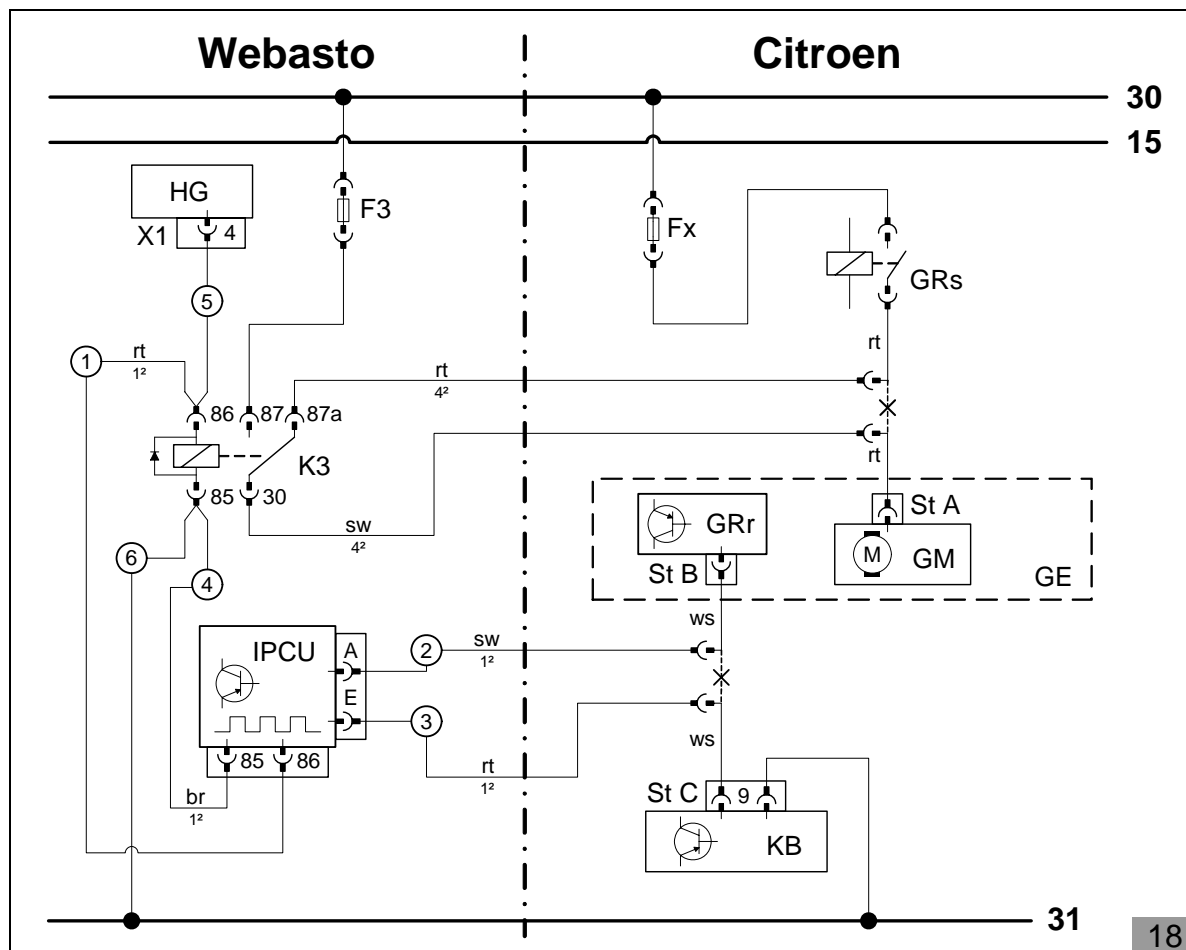 Webasto
Citroen
30
15
HG
X1
4
F3
Fx
GRs
5
1
rt
1²
rt
rt
4²
86
87
87a
K3
85
30
rt
sw
4²
6
4
GRr
St A
M
GM
St B
GE
ws
IPCU
A
2
sw
1²
E
3
ws
85
86
rt
1²
br
1²
St C
9
KB
31
18